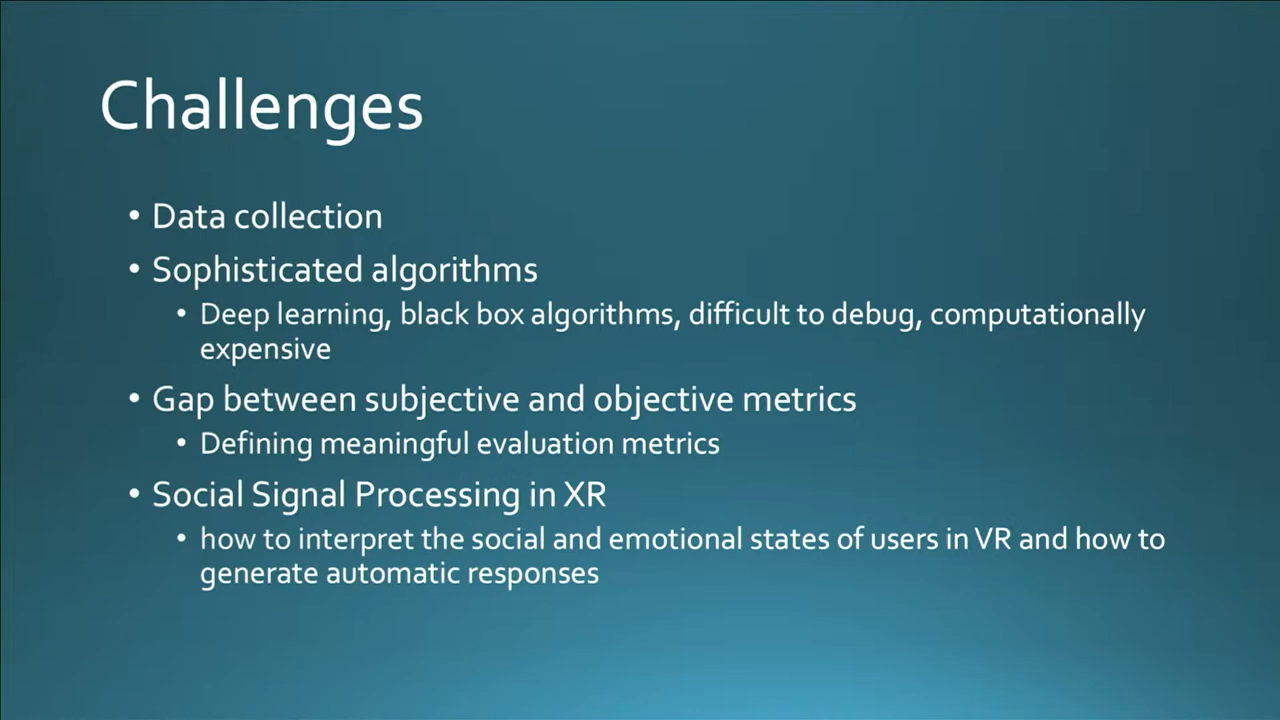 Challenges
• Data collection
• Sophisticated algorithms
• Deep learning, black box algorithms, difficult to debug, computationally
expensive
• Gap between subjective and objective metrics
• Defining meaningful evaluation metrics
• Social Signal Processing in XR
• how to interpret the social and emotional states of users in VR and how to
generate automatic responses